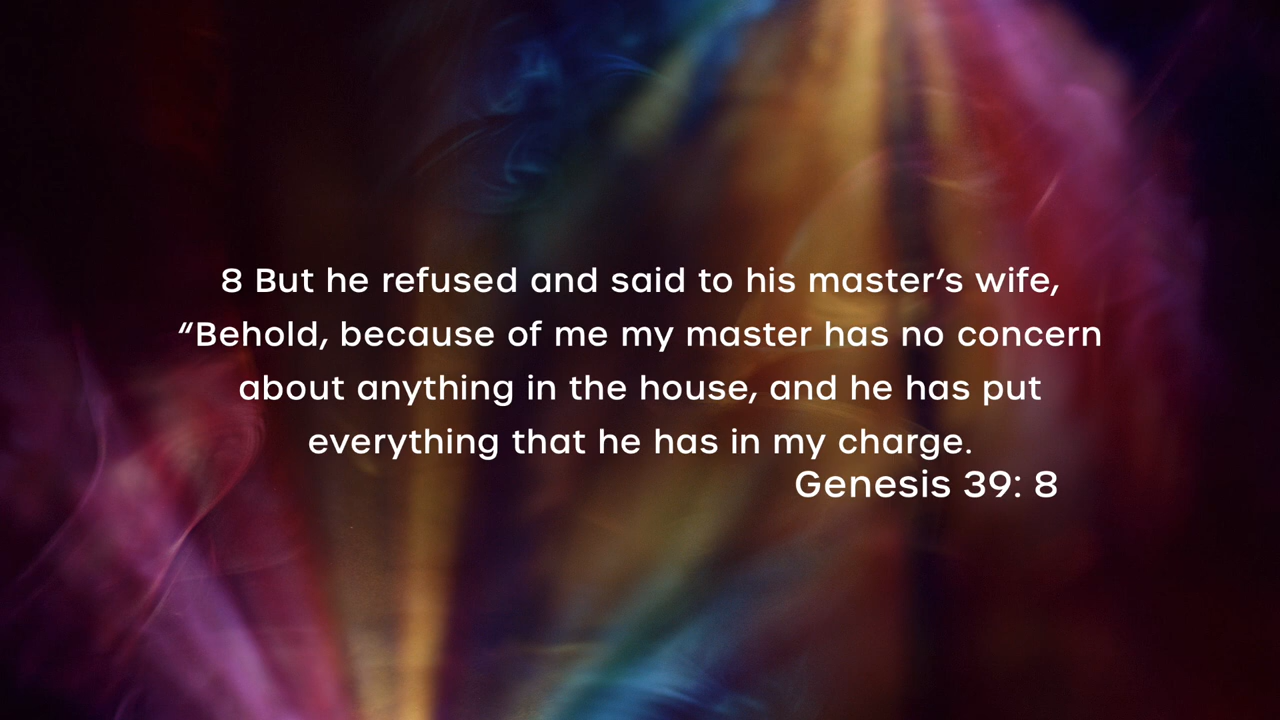 8 But he refused and said to his master’s wife,
“Behold, because of me my master has no concern
about anything in the house, and he has put
everything that he has in my charge.
Genesis 39: 8